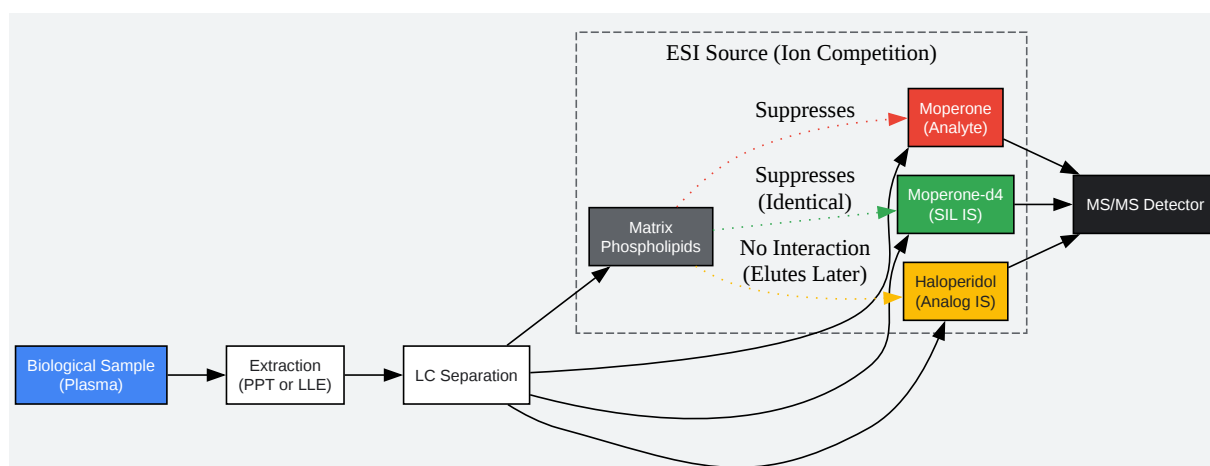 ESI Source (Ion Competition)
Suppresses
Moperone
(Analyte)
Suppresses
(Identical)
Moperone-d4
(SIL IS)
MS/MS Detector
Matrix
Phospholipids
No Interaction
(Elutes Later)
Haloperidol
(Analog IS)
Biological Sample
(Plasma)
Extraction
(PPT or LLE)
LC Separation